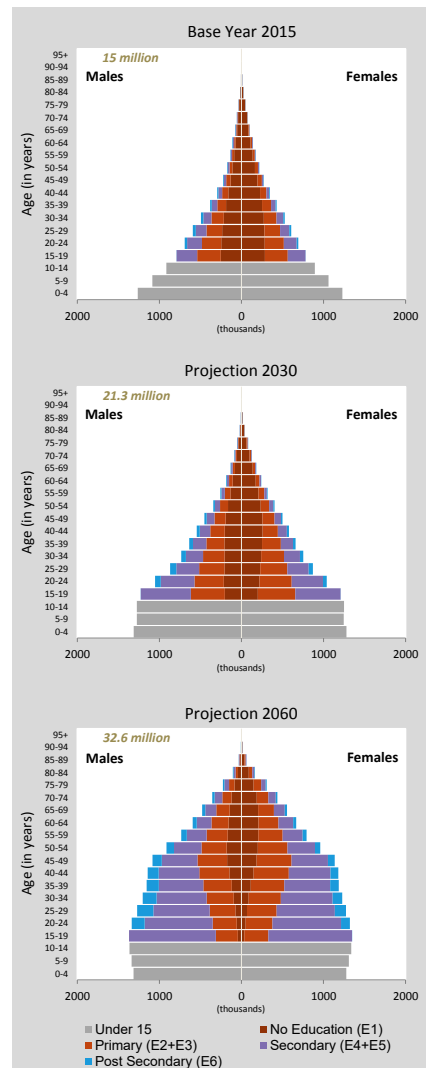 Base Year 2015
15 million
Males
Females
Age (in years)
95+
90-94
85-89
80-84
75-79
70-74
65-69
60-64
55-59
50-54
45-49
40-44
35-39
30-34
25-29
20-24
15-19
10-14
5-9
0-4
2000 1000 0 1000 2000
(thousands)
Projection 2030
21.3 million
Males
Females
Age (in years)
95+
90-94
85-89
80-84
75-79
70-74
65-69
60-64
55-59
50-54
45-49
40-44
35-39
30-34
25-29
20-24
15-19
10-14
5-9
0-4
2000 1000 0 1000 2000
(thousands)
Projection 2060
32.6 million
Males
Females
Age (in years)
95+
90-94
85-89
80-84
75-79
70-74
65-69
60-64
55-59
50-54
45-49
40-44
35-39
30-34
25-29
20-24
15-19
10-14
5-9
0-4
2000 1000 0 1000 2000
(thousands)
Under 15 No Education (E1)
Primary (E2+E3) Secondary (E4+E5)
Post Secondary (E6)